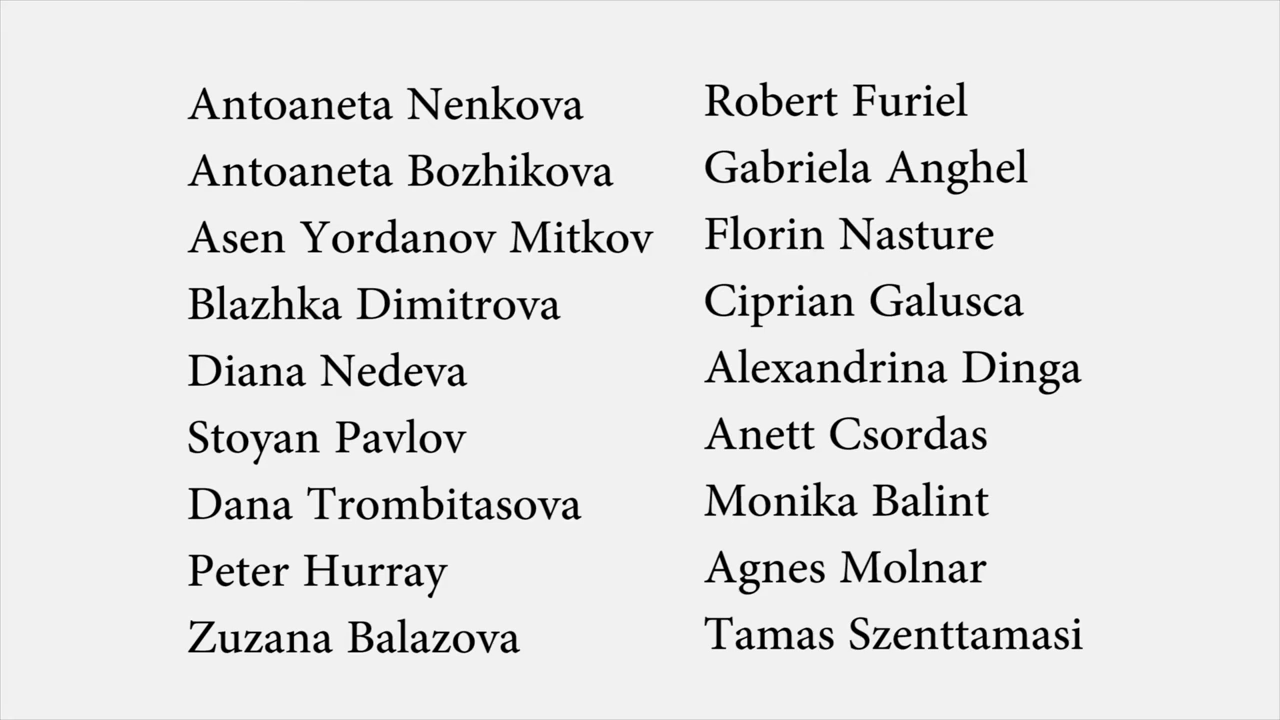 Antoaneta Nenkova
Antoaneta Bozhikova
Asen Yordanov Mitkov
Blazhka Dimitrova
Diana Nedeva
Stoyan Pavlov
Dana Trombitasova
Peter Hurray
Zuzana Balazova
Robert Furiel
Gabriela Anghel
Florin Nasture
Ciprian Galusca
Alexandrina Dinga
Anett Csordas
Monika Balint
Agnes Molnar
Tamas Szenttamasi